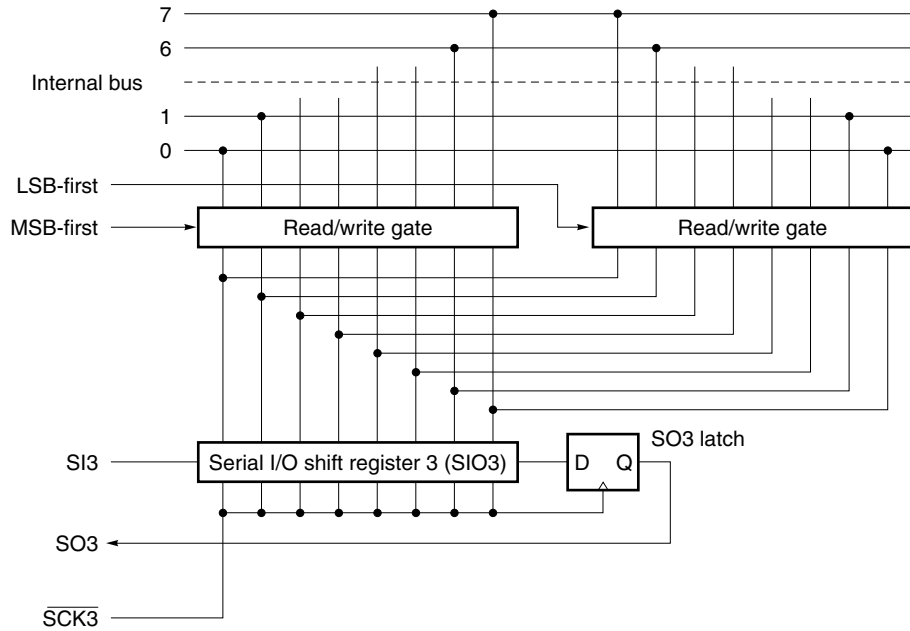 7
6
Internal bus
1
0
LSB-first
MSB-first
Read/write gate
Read/write gate
SO3 latch
SI3
Serial I/O shift register 3 (SIO3)
D
Q
SO3
S̅C̅K̅3̅